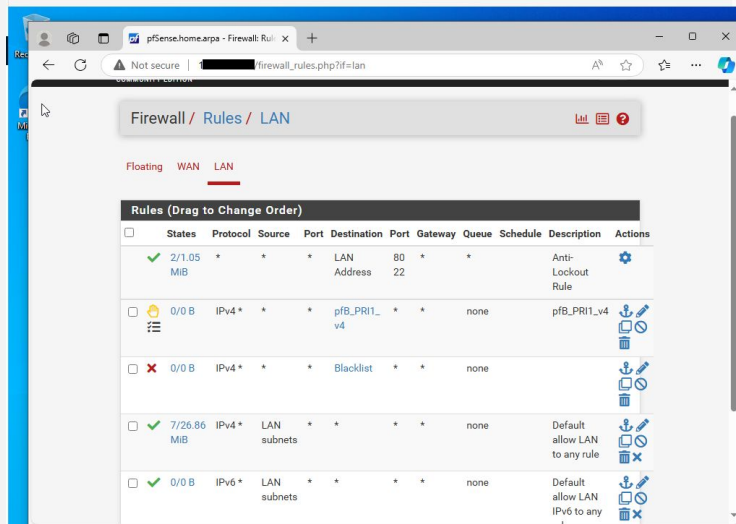 pfSense.home.arpa - Firewall: Rul
Not secure 1 /firewall_rules.php?if=lan
Firewall / Rules / LAN
Floating WAN LAN
Rules (Drag to Change Order)
States Protocol Source Port Destination Port Gateway Queue Schedule Description Actions
2/1.05 MiB * * * LAN Address 80 22 * * Anti-Lockout Rule
0/0 B IPv4 * * * pfB_PRI1_v4 * * none pfB_PRI1_v4
0/0 B IPv4 * * * Blacklist * * none
7/26.86 MiB IPv4 * LAN subnets * * * * none Default allow LAN to any rule
0/0 B IPv6 * LAN subnets * * * * none Default allow LAN IPv6 to any